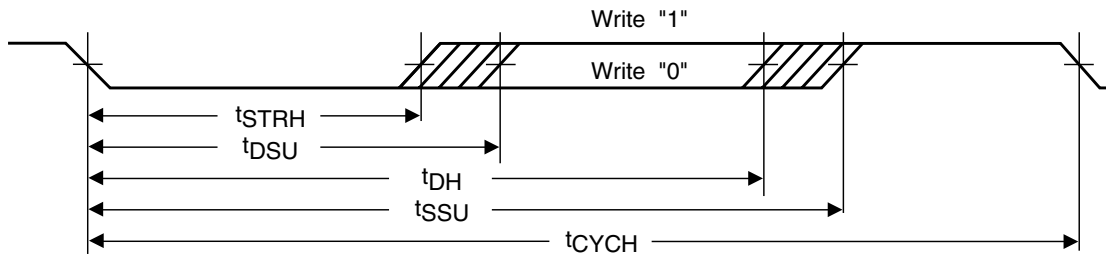 Write "1"
Write "0"
tSTRH
tDSU
tDH
tSSU
tCYCH